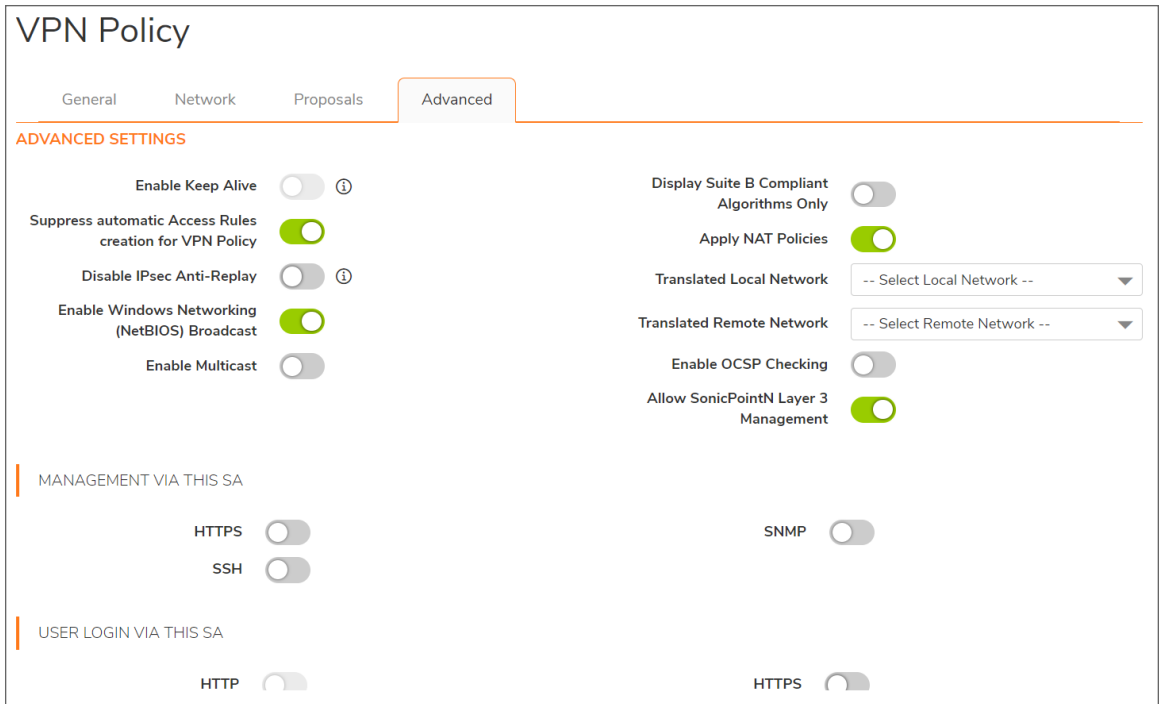 VPN Policy
General
Network
Proposals
Advanced
ADVANCED SETTINGS
Enable Keep Alive
Suppress automatic Access Rules
creation for VPN Policy
Disable IPsec Anti-Replay
Enable Windows Networking
(NetBIOS) Broadcast
Enable Multicast
Display Suite B Compliant
Algorithms Only
Apply NAT Policies
Translated Local Network
-- Select Local Network --
Translated Remote Network
-- Select Remote Network --
Enable OCSP Checking
Allow SonicPointN Layer 3
Management
MANAGEMENT VIA THIS SA
HTTPS
SSH
SNMP
USER LOGIN VIA THIS SA
HTTP
HTTPS